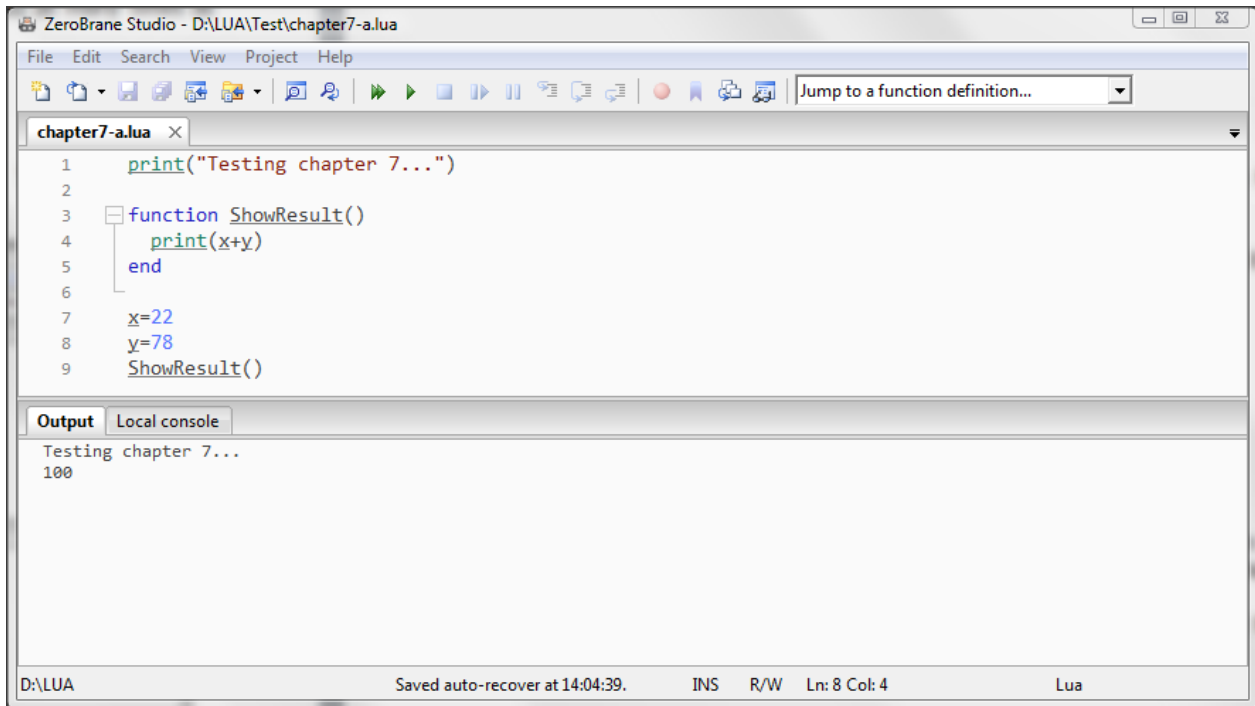 ZeroBrane Studio - D:\LUA\Test\chapter7-a.lua
File Edit Search View Project Help
Jump to a function definition...
chapter7-a.lua
1 print("Testing chapter 7...")
2
3 function ShowResult()
4 print(x+y)
5 end
6
7 x=22
8 y=78
9 ShowResult()
Output Local console
Testing chapter 7...
100
D:\LUA Saved auto-recover at 14:04:39. INS R/W Ln: 8 Col: 4 Lua